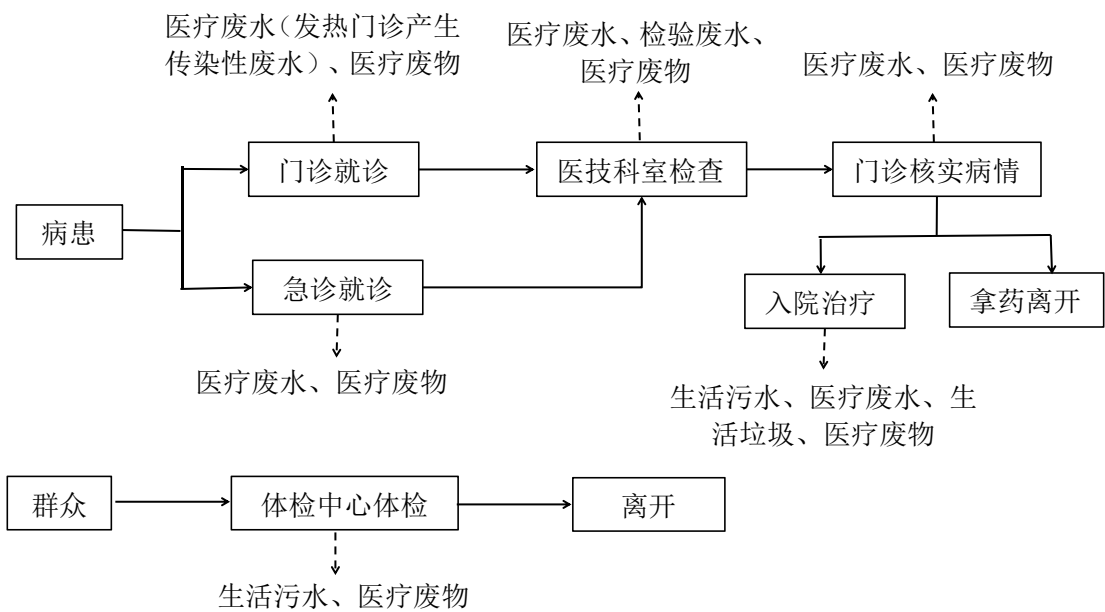 医疗废水（发热门诊产生
传染性废水）、医疗废物
医疗废水、检验废水、
医疗废物
医疗废水、医疗废物
门诊就诊
医技科室检查
门诊核实病情
病患
急诊就诊
入院治疗
拿药离开
医疗废水、医疗废物
生活污水、医疗废水、生
活垃圾、医疗废物
群众
体检中心体检
离开
生活污水、医疗废物